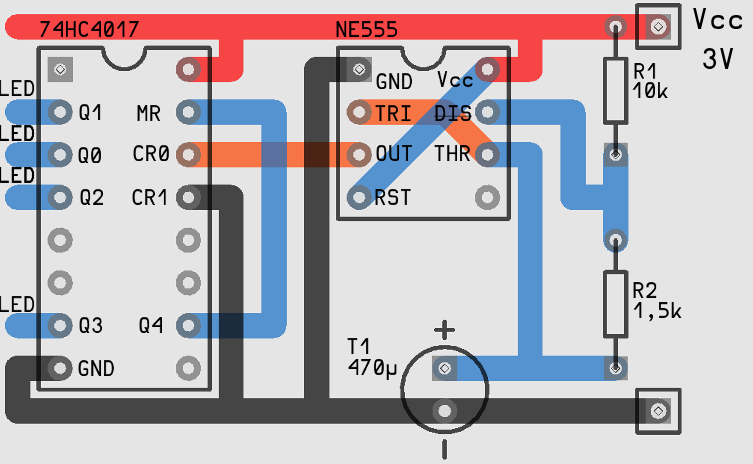 74HC4017
NE555
Vcc
3V
LED
Q1
MR
LED
Q0
CR0
LED
Q2
CR1
LED
Q3
Q4
GND
GND
Vcc
TRI
DIS
OUT
THR
RST
R1
10k
R2
1,5k
T1
470µ
+
−